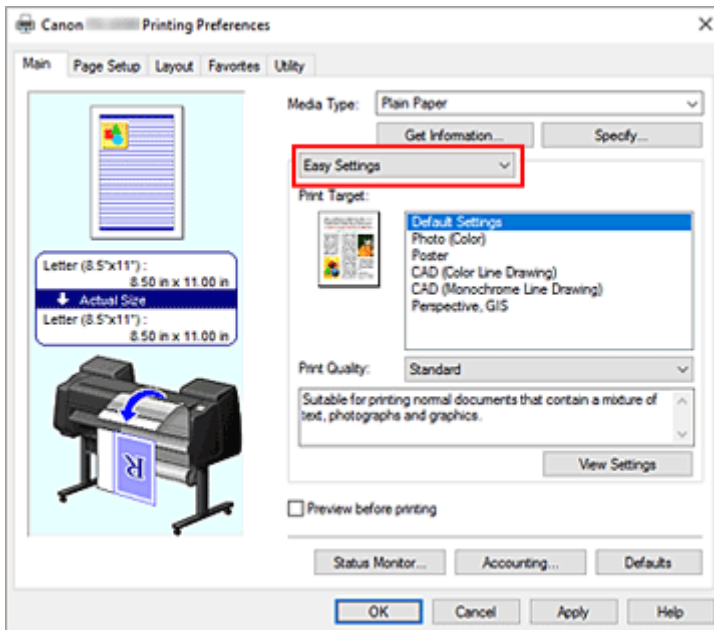 Canon Printing Preferences
Main Page Setup Layout Favorites Utility
Media Type: Plain Paper
Get Information... Specify...
Easy Settings
Print Target:
Default Settings
Photo (Color)
Poster
CAD (Color Line Drawing)
CAD (Monochrome Line Drawing)
Perspective, GIS
Letter (8.5"x11") :
8.50 in x 11.00 in
Actual Size
Letter (8.5"x11") :
8.50 in x 11.00 in
R
Print Quality: Standard
Suitable for printing normal documents that contain a mixture of
text, photographs and graphics.
View Settings
Preview before printing
Status Monitor... Accounting... Defaults
OK Cancel Apply Help